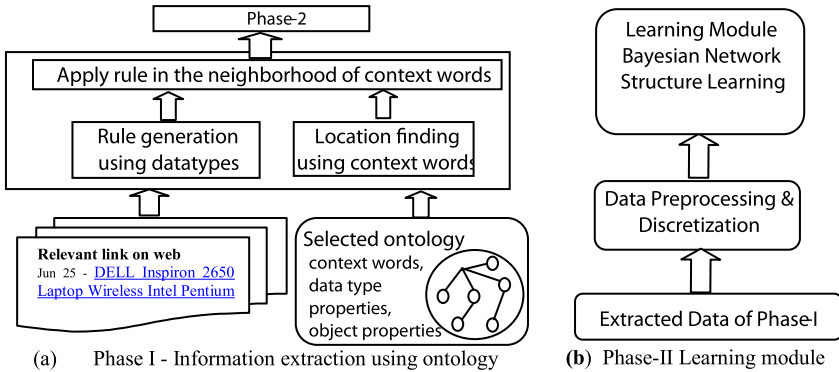 Phase-2
Apply rule in the neighborhood of context words
Rule generation
using datatypes
Location finding
using context words
Relevant link on web
Jun 25 - DELL Inspiron 2650
Laptop Wireless Intel Pentium
Selected ontology
context words,
data type
properties,
object properties
(a) Phase I - Information extraction using ontology
Learning Module
Bayesian Network
Structure Learning
Data Preprocessing &
Discretization
Extracted Data of Phase-I
(b) Phase-II Learning module